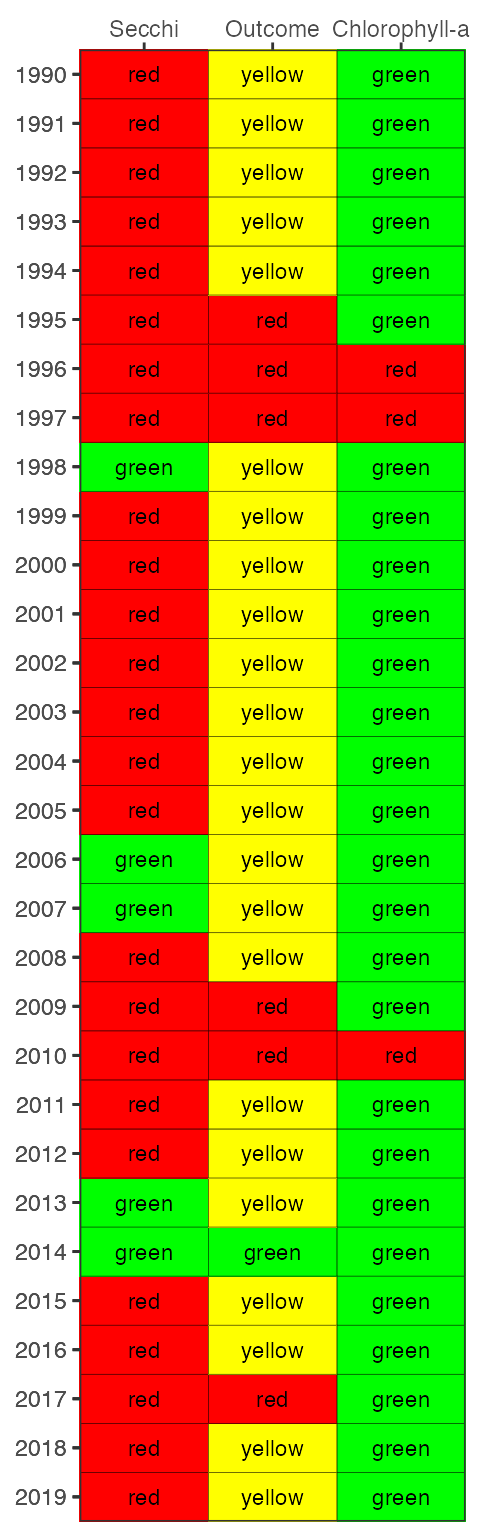 Secchi Outcome Chlorophyll-a
1990 red yellow green
1991 red yellow green
1992 red yellow green
1993 red yellow green
1994 red yellow green
1995 red red green
1996 red red red
1997 red red red
1998 green yellow green
1999 red yellow green
2000 red yellow green
2001 red yellow green
2002 red yellow green
2003 red yellow green
2004 red yellow green
2005 red yellow green
2006 green yellow green
2007 green yellow green
2008 red yellow green
2009 red red green
2010 red red red
2011 red yellow green
2012 red yellow green
2013 green yellow green
2014 green green green
2015 red yellow green
2016 red yellow green
2017 red red green
2018 red yellow green
2019 red yellow green